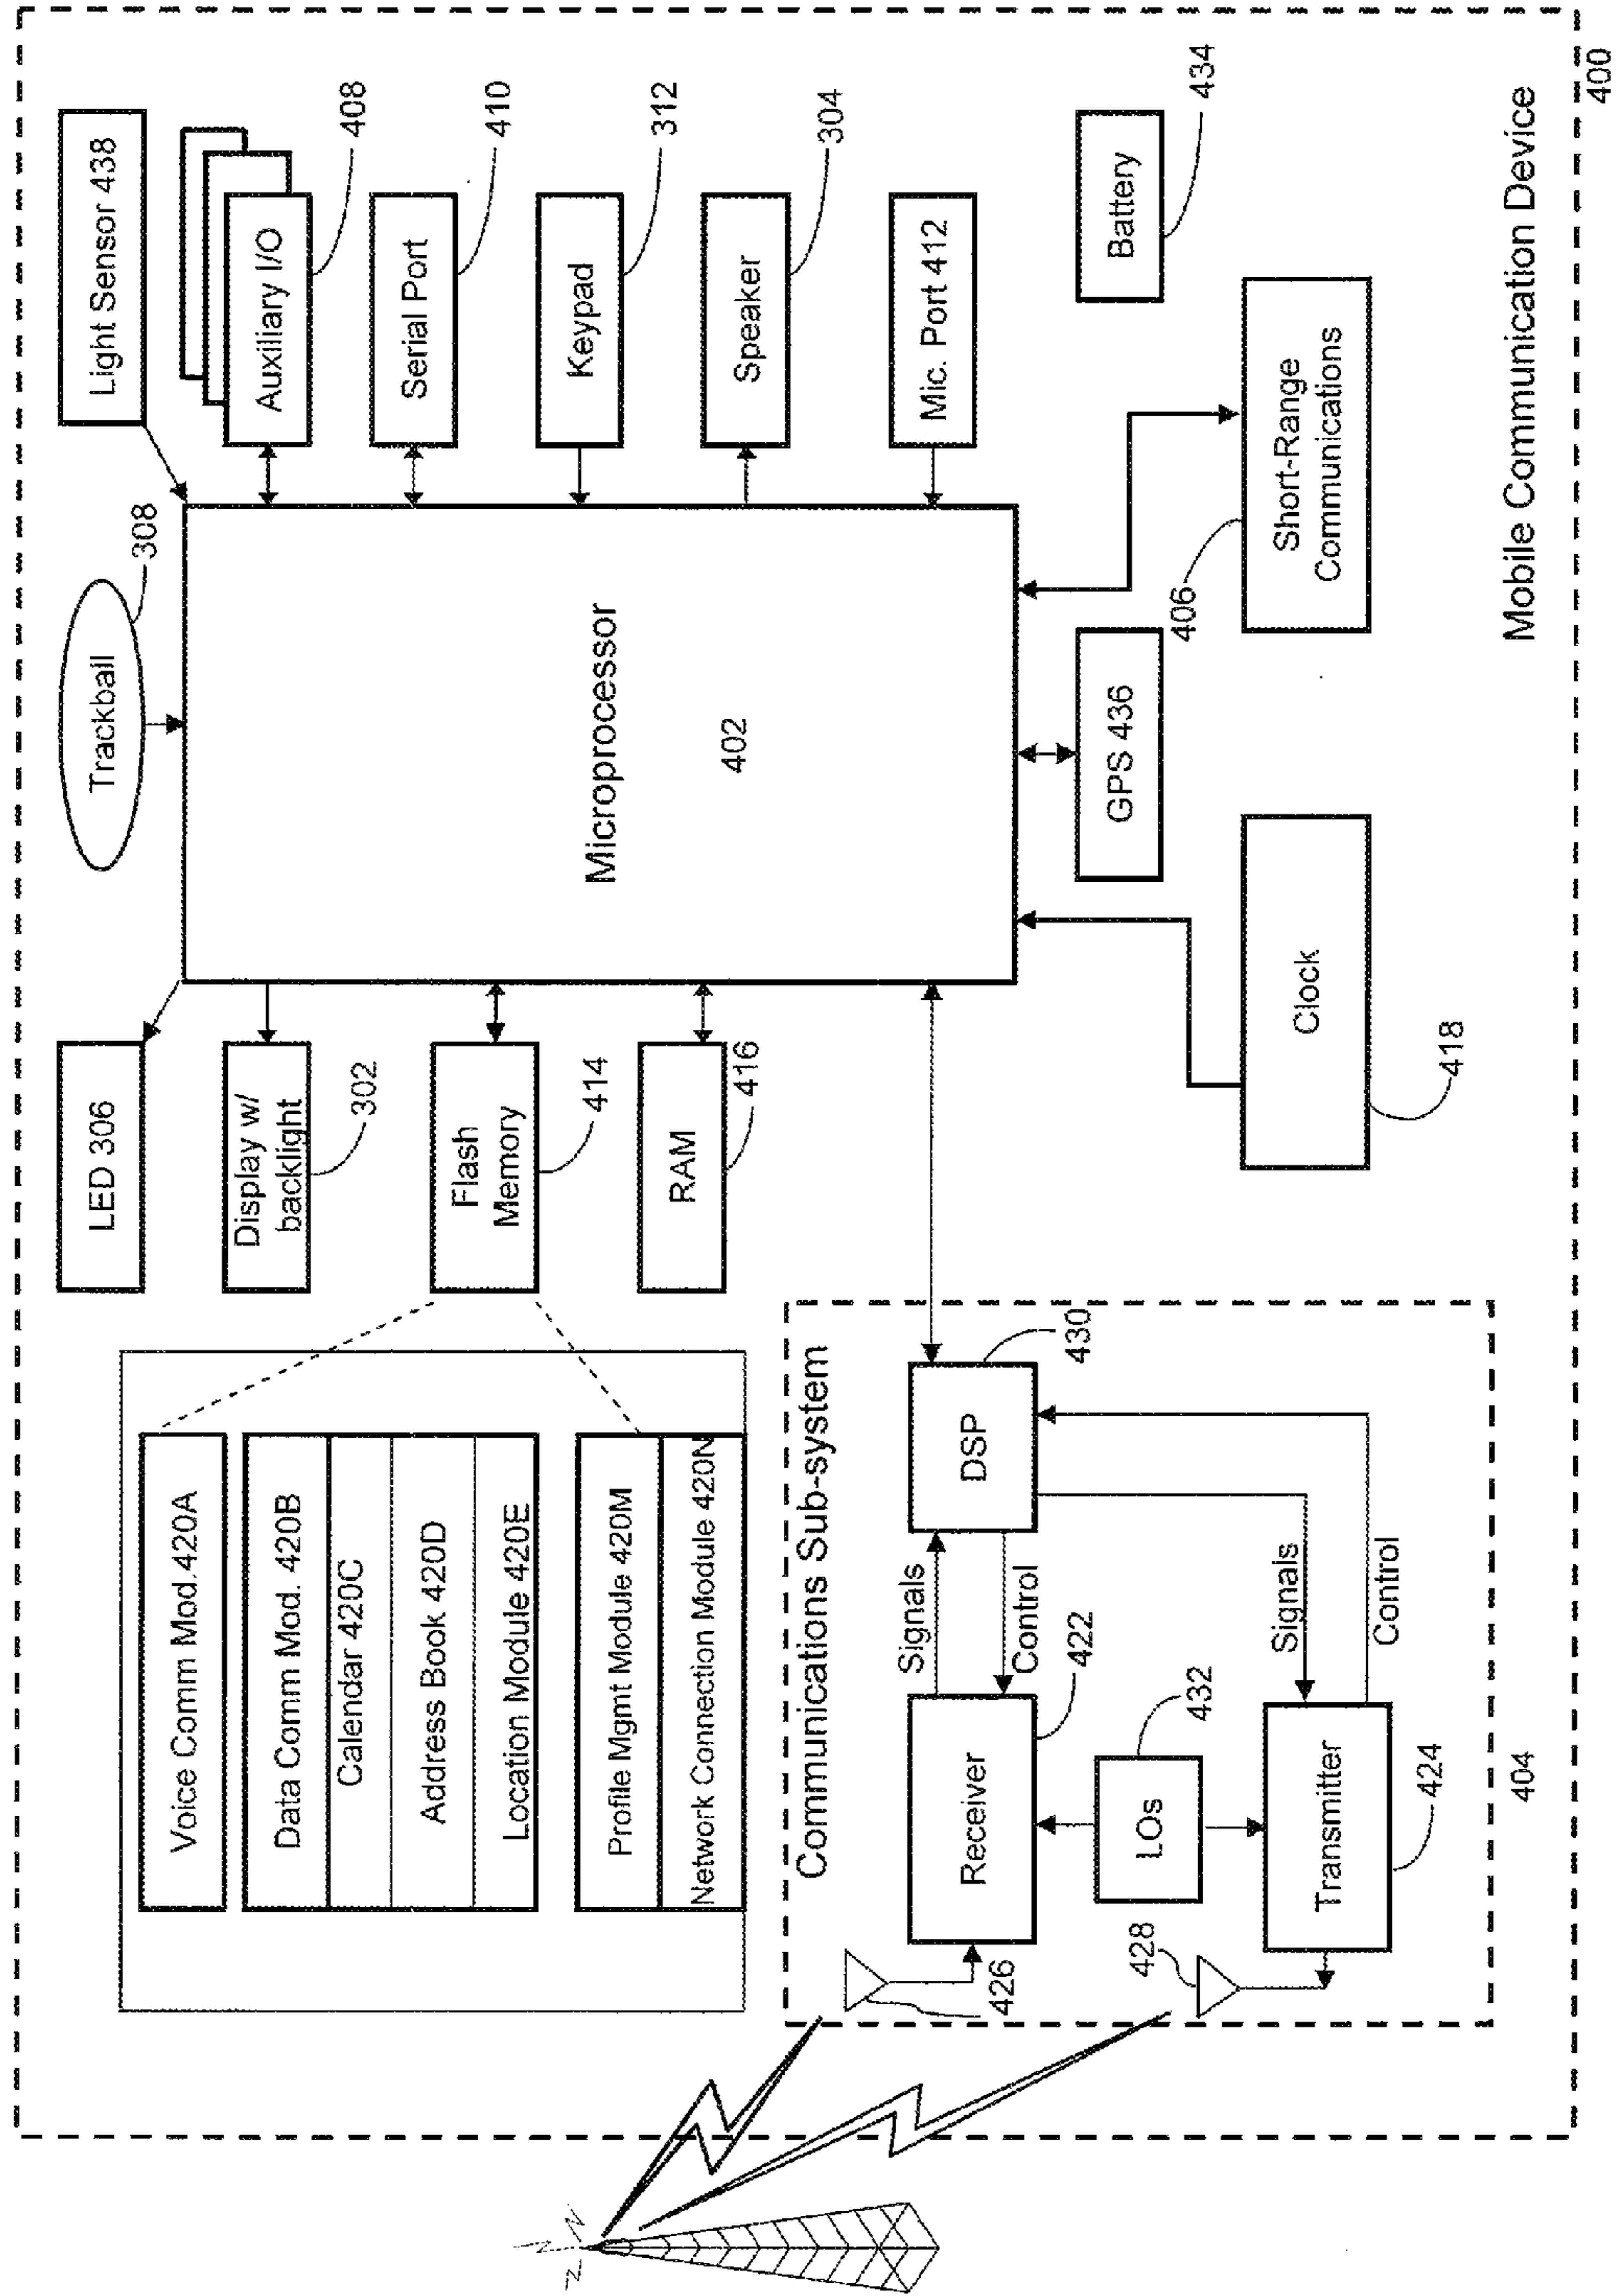 Trackball
308
Light Sensor 438
LED 306
Display w/
backlight
302
Auxiliary I/O
408
Serial Port
410
Flash
Memory
414
Keypad
312
RAM
416
Speaker
304
Mic. Port 412
Microprocessor
402
Voice Comm Mod.420A
Data Comm Mod. 420B
Calendar 420C
Address Book 420D
Location Module 420E
Profile Mgmt Module 420M
Network Connection Module 420N
Communications Sub-system
Receiver
422
Signals
Control
DSP
430
426
LOs
432
428
Transmitter
424
Signals
Control
404
GPS 436
Battery
434
Clock
418
Short-Range
Communications
406
Mobile Communication Device
400